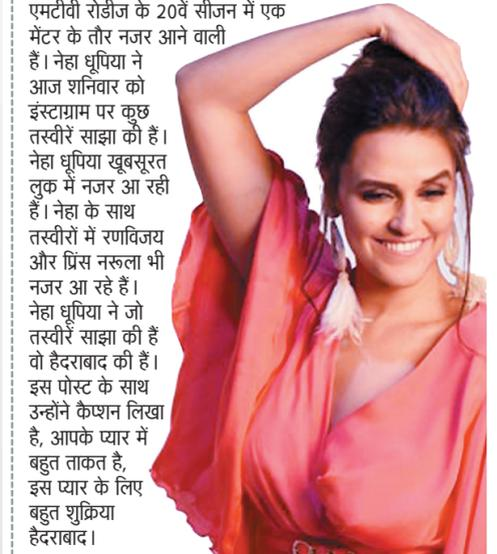 एमटीवी रोडीज के 20वें सीजन में एक
मेंटर के तौर नजर आने वाली
हैं। नेहा धूपिया ने
आज शनिवार को
इंस्टाग्राम पर कुछ
तस्वीरें साझा की हैं।
नेहा धूपिया खूबसूरत
लुक में नजर आ रही
हैं। नेहा के साथ
तस्वीरों में रणविजय
और प्रिंस नरूला भी
नजर आ रहे हैं।
नेहा धूपिया ने जो
तस्वीरें साझा की हैं
वो हैदराबाद की हैं।
इस पोस्ट के साथ
उन्होंने कैप्शन लिखा
है, आपके प्यार में
बहुत ताकत है,
इस प्यार के लिए
बहुत शुक्रिया
हैदराबाद।